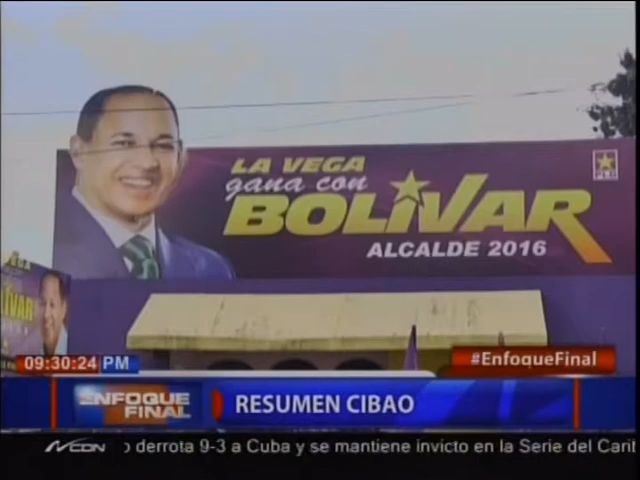 LA VEGA
gana con
BOLIVAR
ALCALDE 2016
PLD
09:30:24 PM
#EnfoqueFinal
ENFOQUE
FINAL
RESUMEN CIBAO
CDN
derrota 9-3 a Cuba y se mantiene invicto en la Serie del Carib